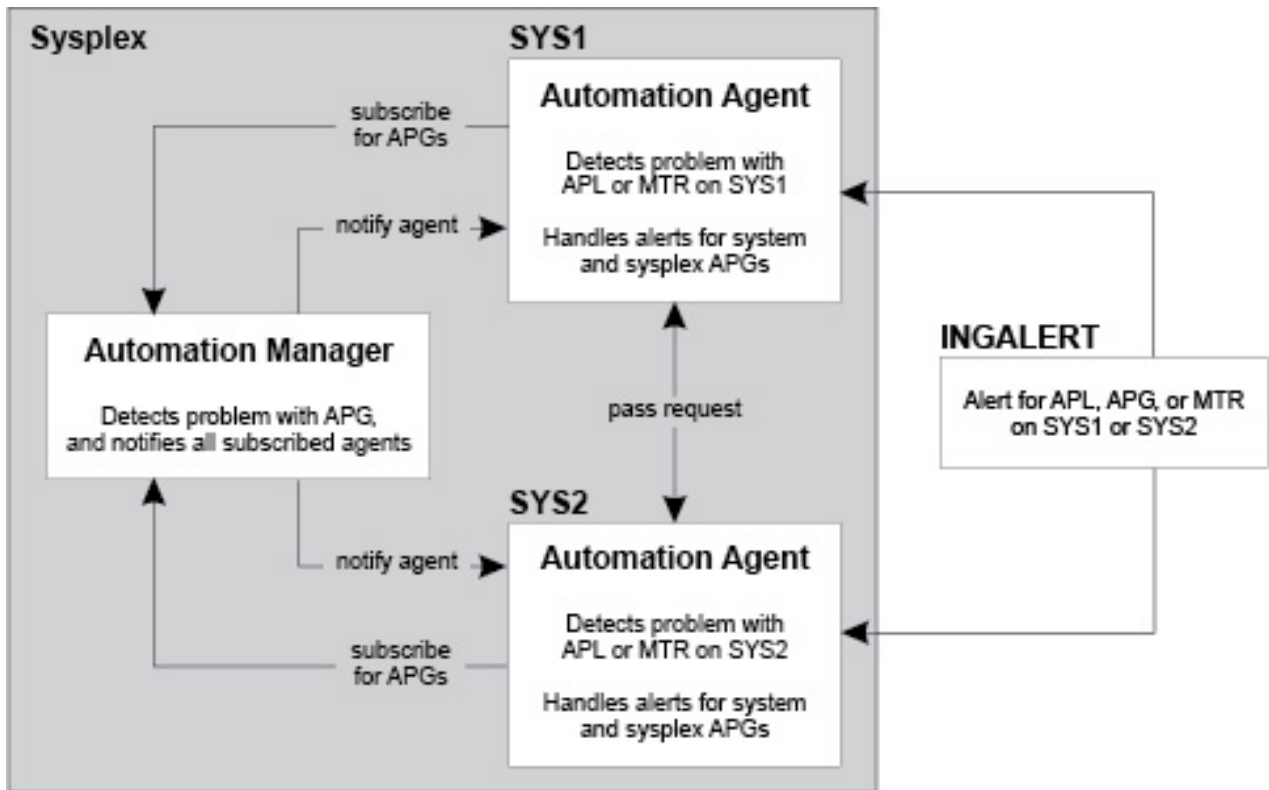 Sysplex
SYS1
Automation Agent
Detects problem with
APL or MTR on SYS1
Handles alerts for system
and sysplex APGs
subscribe
for APGs
notify agent
Automation Manager
Detects problem with APG,
and notifies all subscribed agents
pass request
INGALERT
Alert for APL, APG, or MTR
on SYS1 or SYS2
SYS2
Automation Agent
Detects problem with
APL or MTR on SYS2
Handles alerts for system
and sysplex APGs
notify agent
subscribe
for APGs